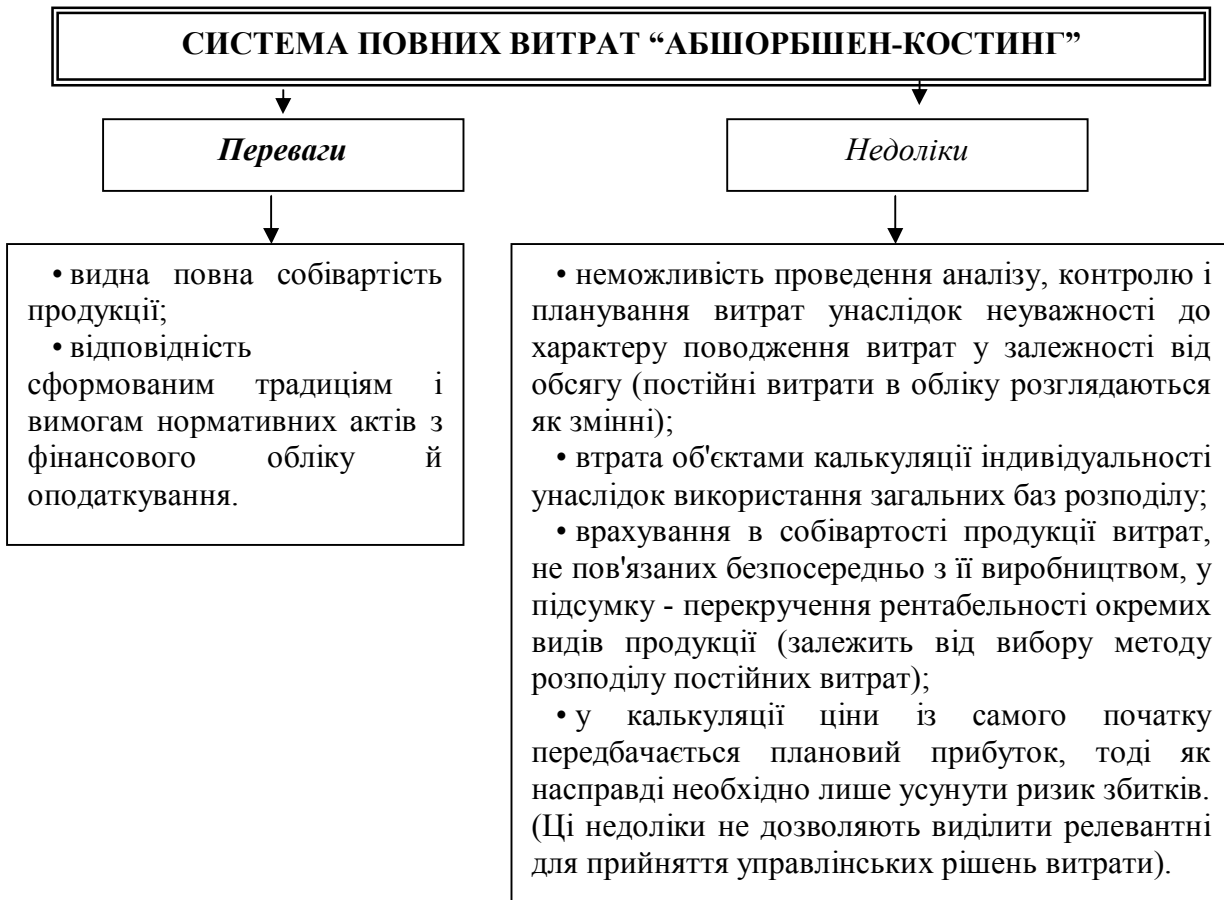 СИСТЕМА ПОВНИХ ВИТРАТ “АБШОРБШЕН-КОСТИНГ”
Переваги
Недоліки
• видна повна собівартість
продукції;
• відповідність
сформованим традиціям і
вимогам нормативних актів з
фінансового обліку й
оподаткування.
• неможливість проведення аналізу, контролю і
планування витрат унаслідок неуважності до
характеру поводження витрат у залежності від
обсягу (постійні витрати в обліку розглядаються
як змінні);
• втрата об'єктами калькуляції індивідуальності
унаслідок використання загальних баз розподілу;
• врахування в собівартості продукції витрат,
не пов'язаних безпосередньо з її виробництвом, у
підсумку - перекручення рентабельності окремих
видів продукції (залежить від вибору методу
розподілу постійних витрат);
• у калькуляції ціни із самого початку
передбачається плановий прибуток, тоді як
насправді необхідно лише усунути ризик збитків.
(Ці недоліки не дозволяють виділити релевантні
для прийняття управлінських рішень витрати).